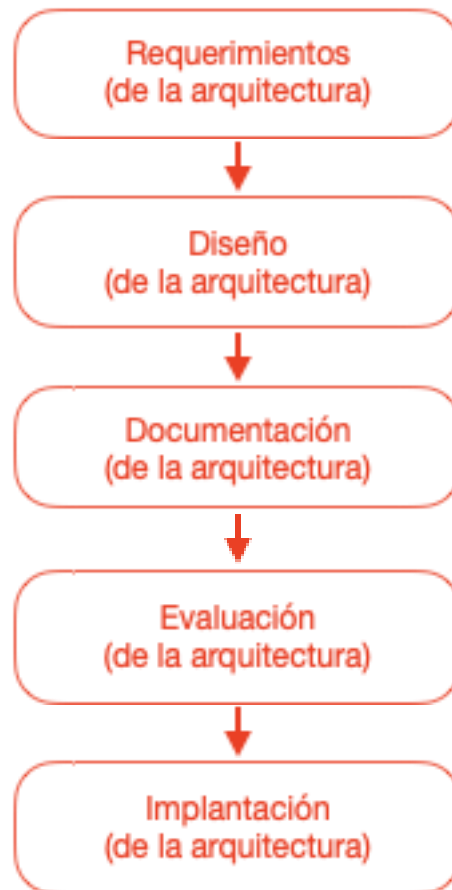 Requerimientos
(de la arquitectura)
Diseño
(de la arquitectura)
Documentación
(de la arquitectura)
Evaluación
(de la arquitectura)
Implantación
(de la arquitectura)